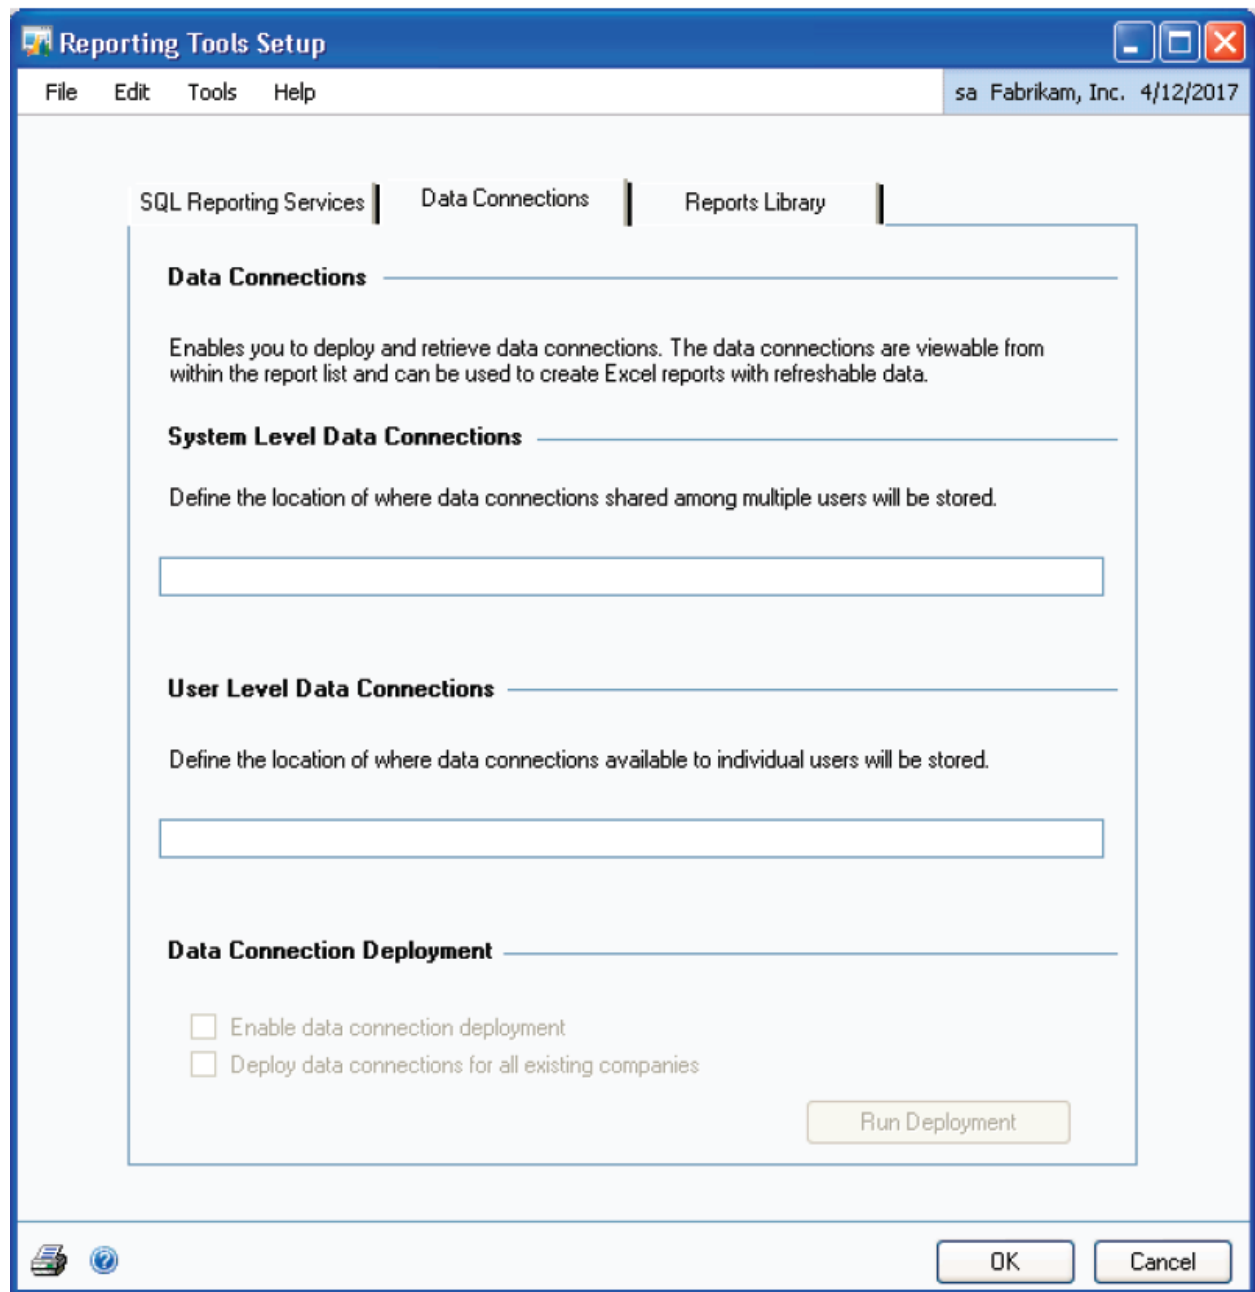 Reporting Tools Setup
File Edit Tools Help sa Fabrikam, Inc. 4/12/2017
SQL Reporting Services Data Connections Reports Library
Data Connections
Enables you to deploy and retrieve data connections. The data connections are viewable from
within the report list and can be used to create Excel reports with refreshable data.
System Level Data Connections
Define the location of where data connections shared among multiple users will be stored.
User Level Data Connections
Define the location of where data connections available to individual users will be stored.
Data Connection Deployment
Enable data connection deployment
Deploy data connections for all existing companies
Run Deployment
OK Cancel